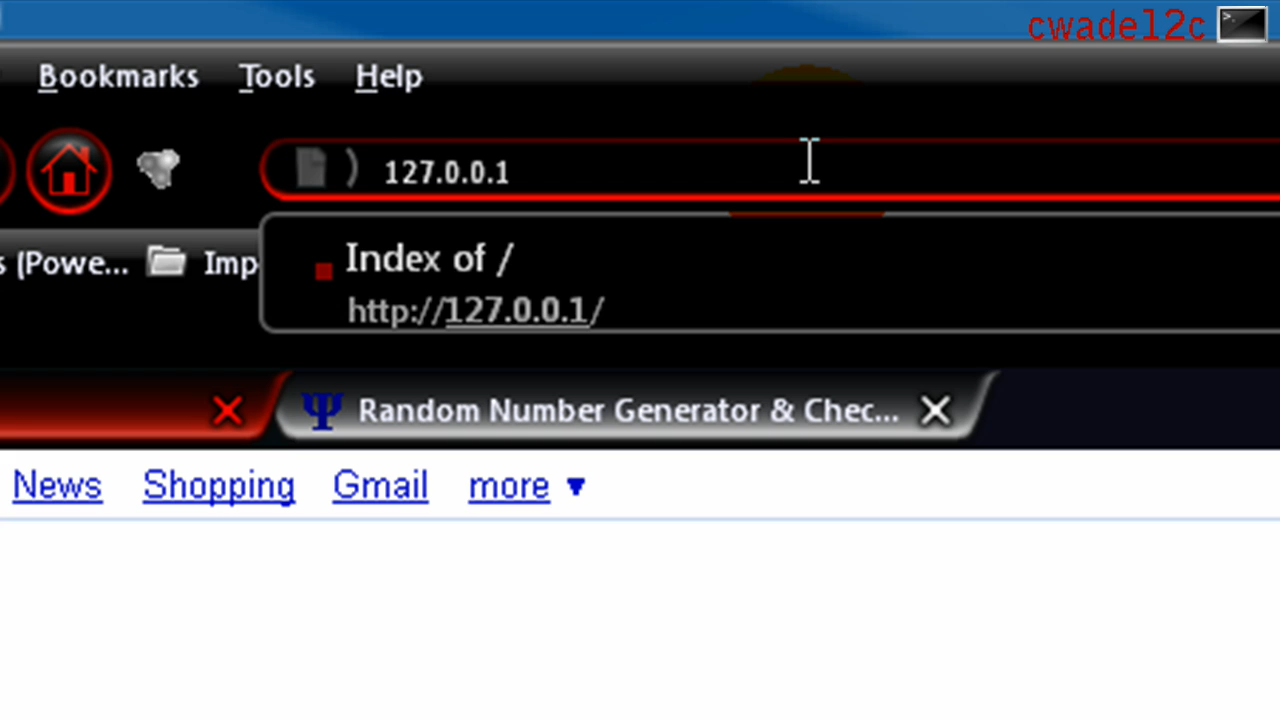 cwade12c
Bookmarks Tools Help
127.0.0.1
Index of /
s (Powe... Imp
http://127.0.0.1/
Random Number Generator & Chec...
News Shopping Gmail more ▼